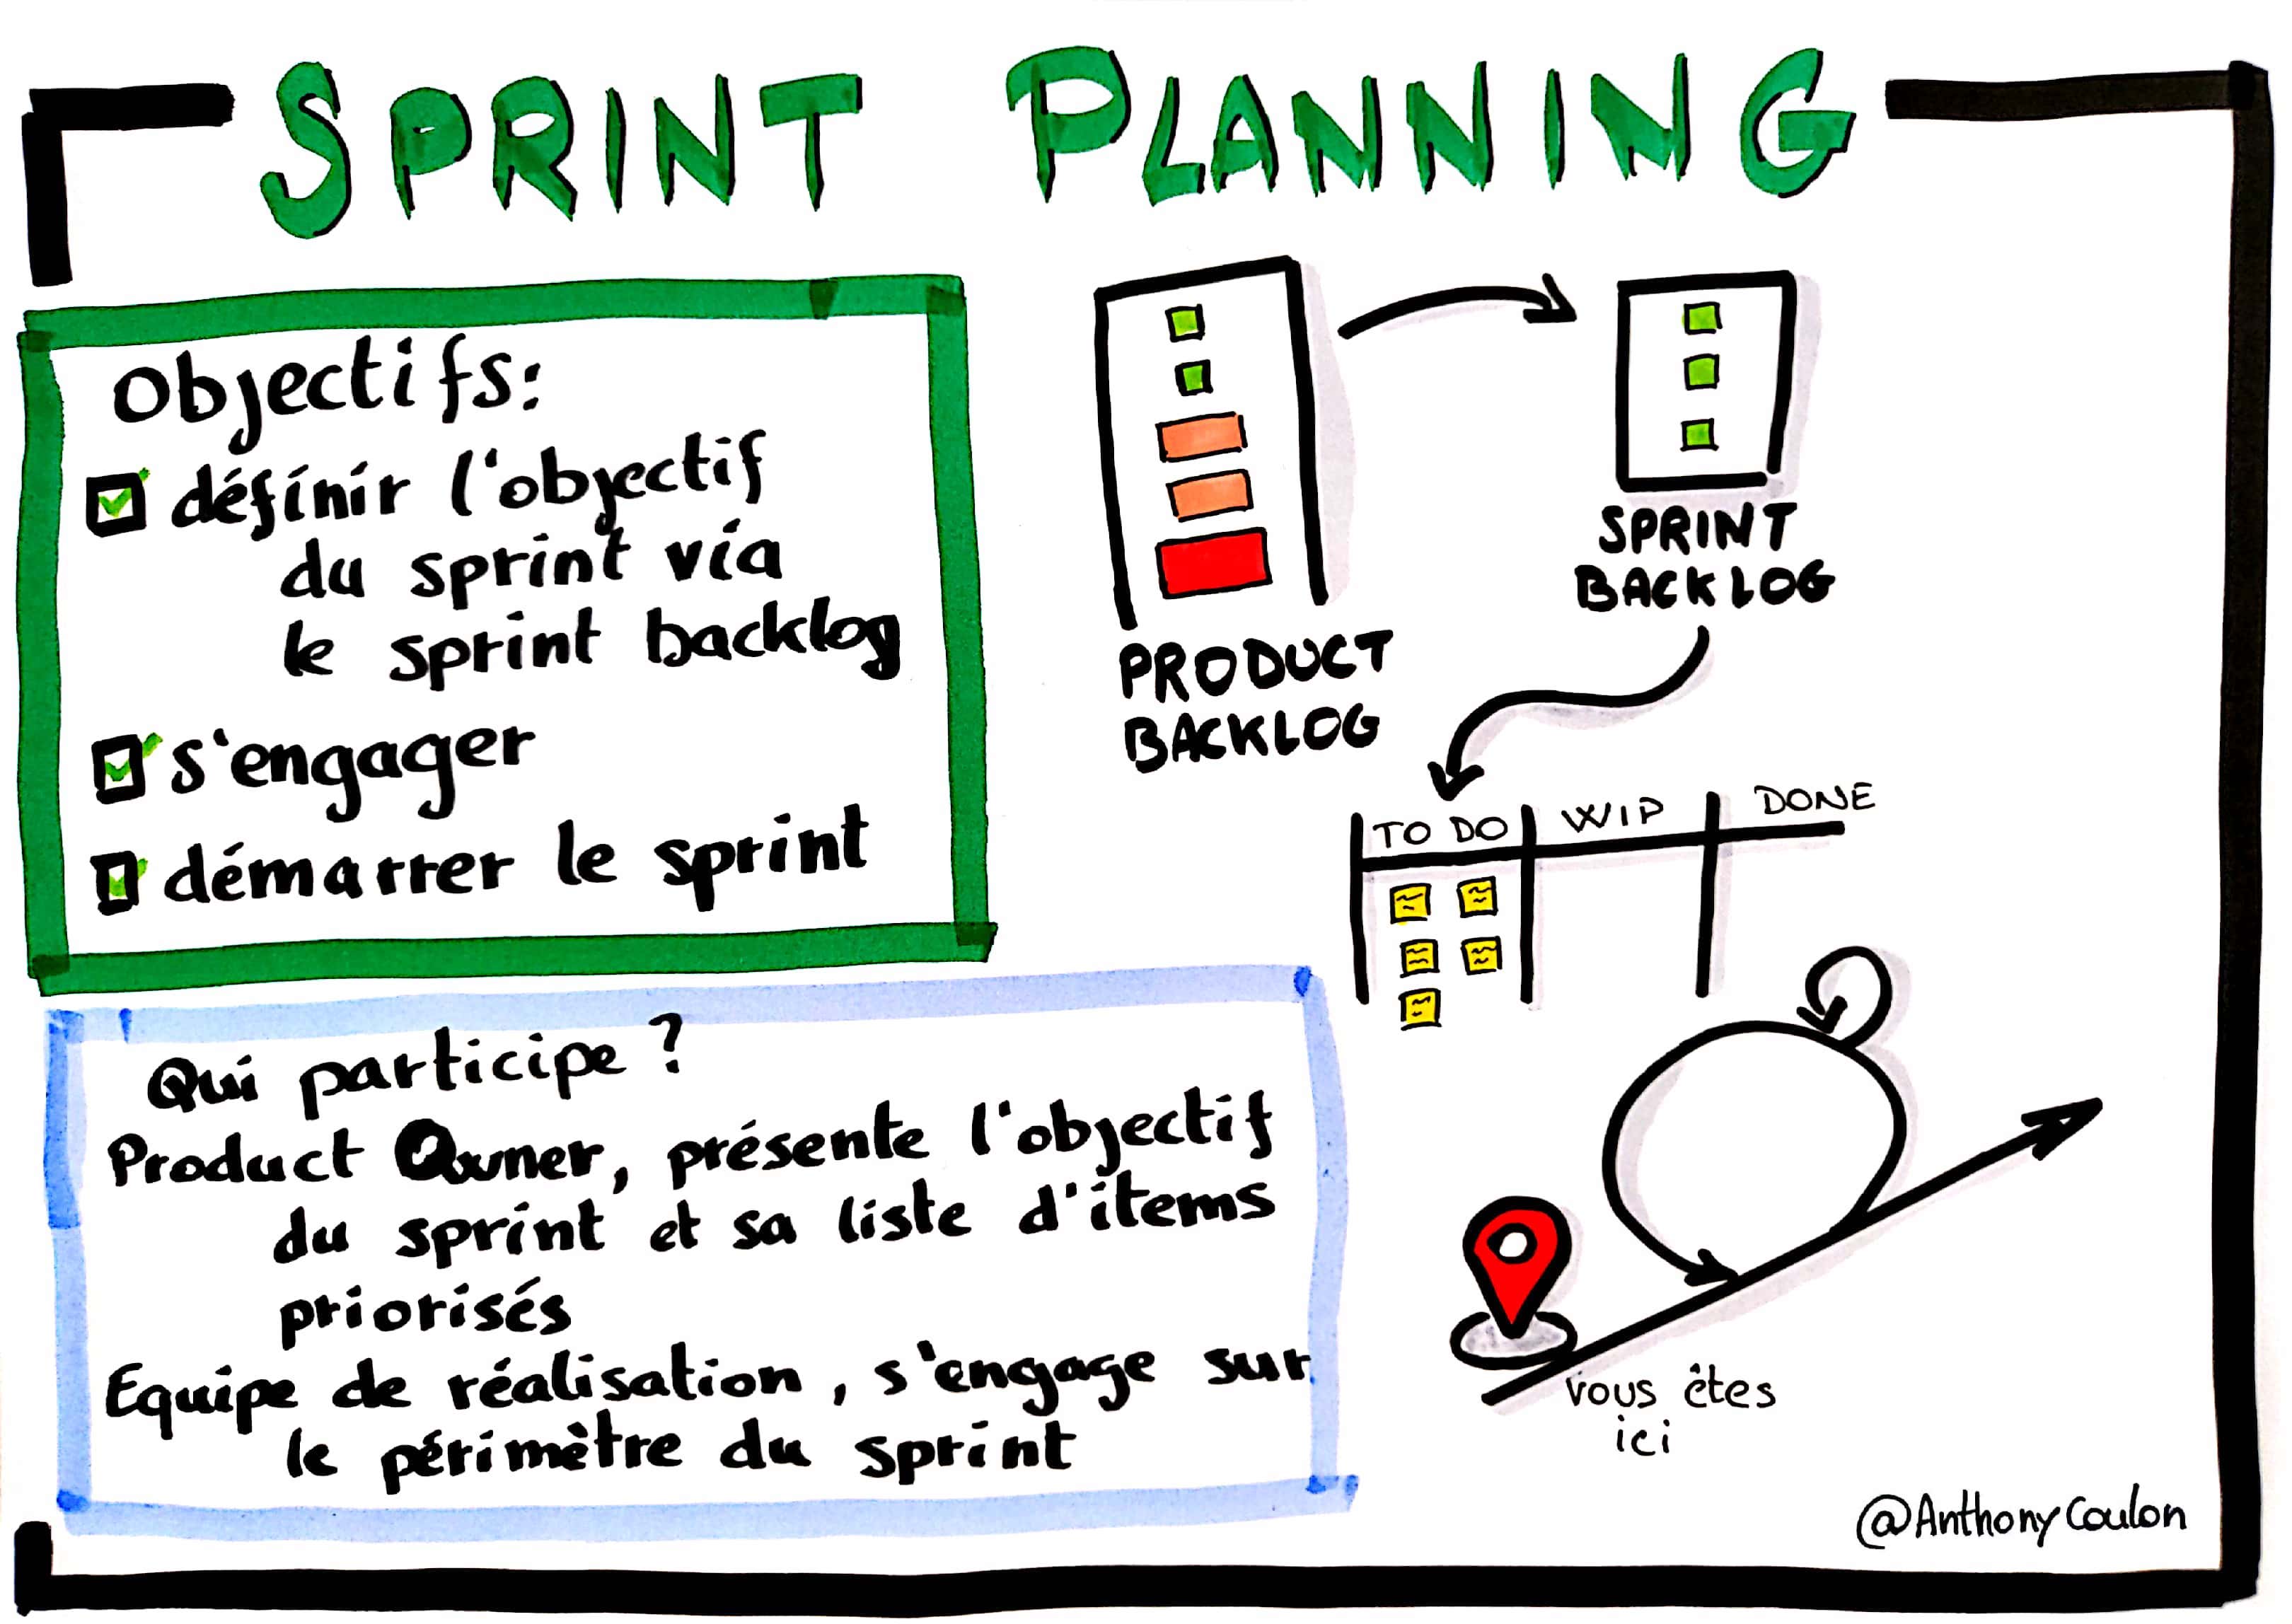 SPRINT PLANNING
Objectifs:
définir l'objectif
du sprint via
le sprint backlog
s'engager
démarrer le sprint
PRODUCT
BACKLOG
SPRINT
BACKLOG
TO DO WIP DONE
Qui participe ?
Product Owner, présente l'objectif
du sprint et sa liste d'items
priorisés
Equipe de réalisation, s'engage sur
le périmètre du sprint
vous êtes
ici
@Anthony Coulon